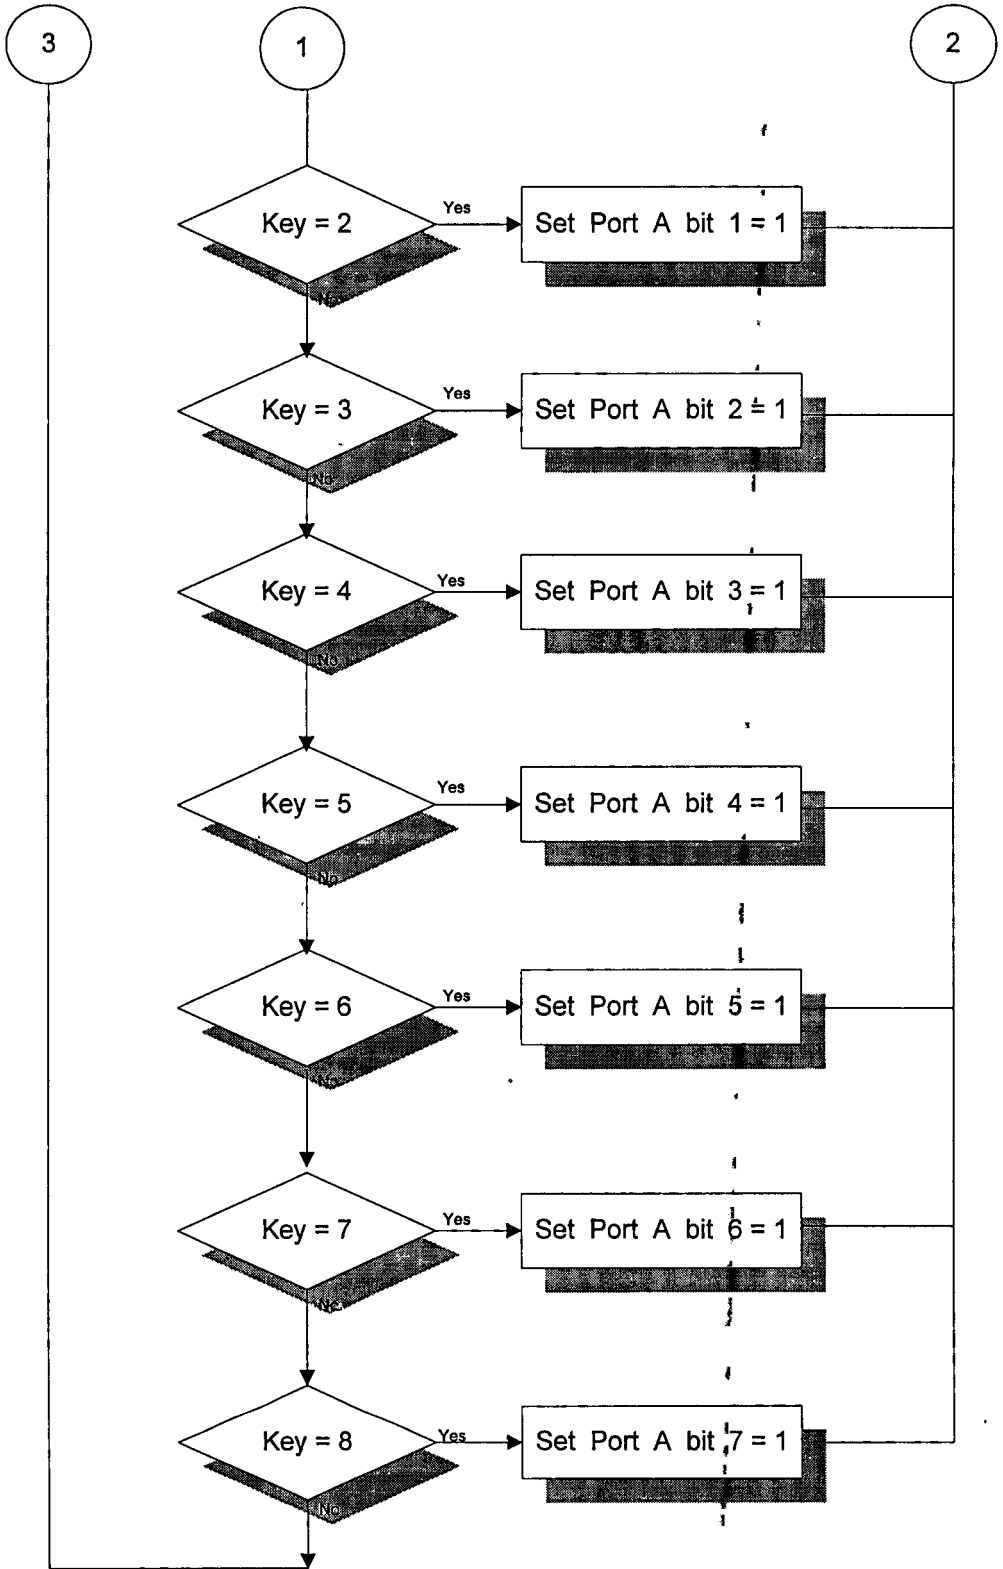 3
1
2
Key = 2
Yes
Set Port A bit 1 = 1
No
Key = 3
Yes
Set Port A bit 2 = 1
No
Key = 4
Yes
Set Port A bit 3 = 1
No
Key = 5
Yes
Set Port A bit 4 = 1
No
Key = 6
Yes
Set Port A bit 5 = 1
No
Key = 7
Yes
Set Port A bit 6 = 1
No
Key = 8
Yes
Set Port A bit 7 = 1
No